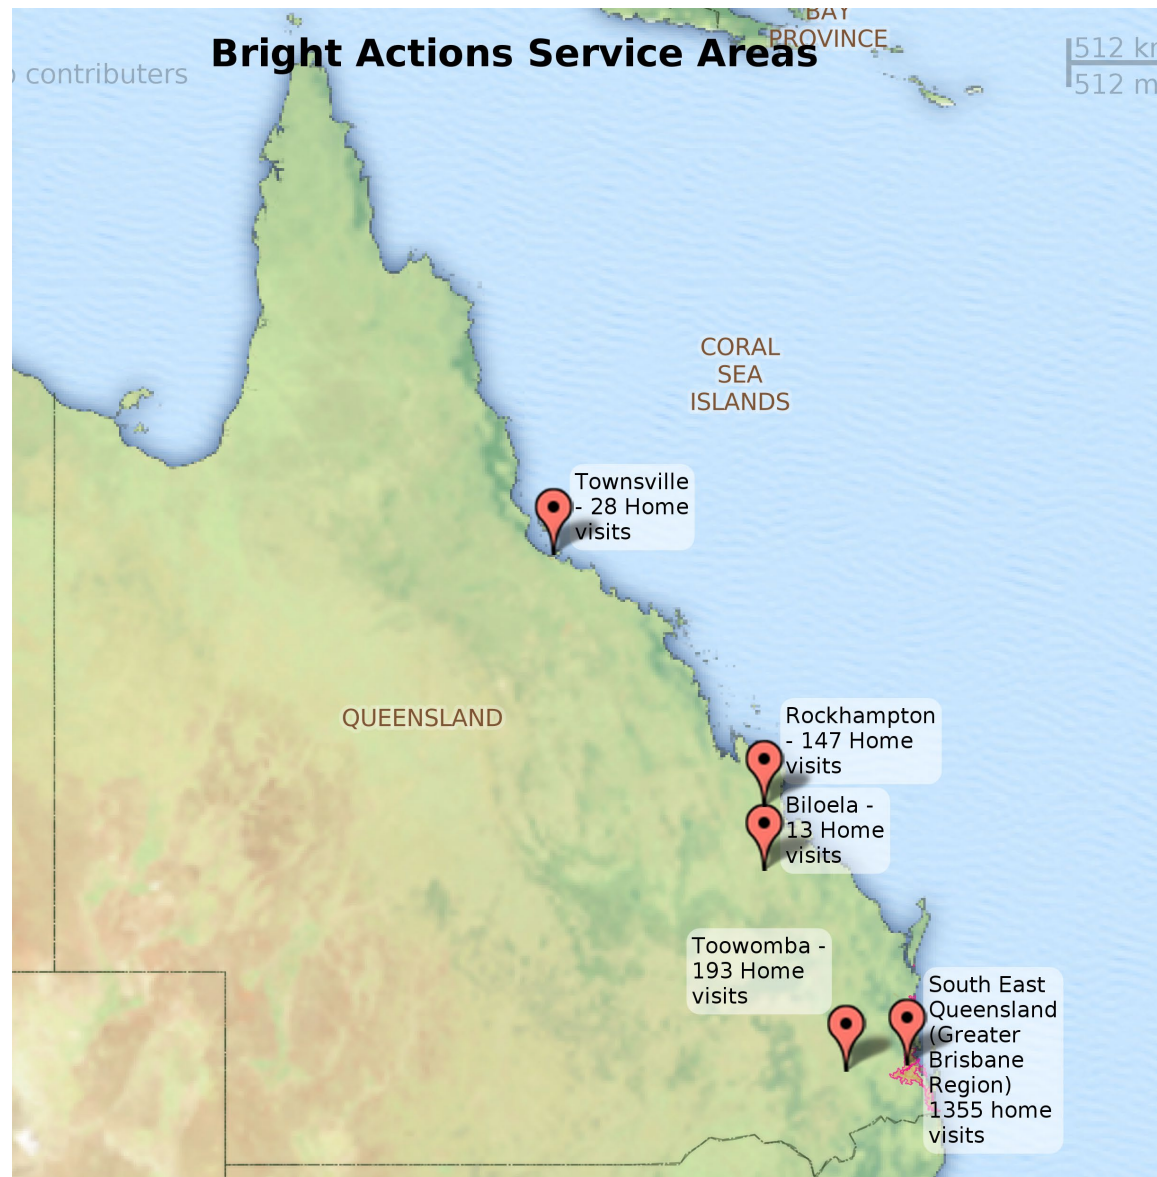 BAY
PROVINCE
Bright Actions Service Areas
contributers
512 km
512 m
CORAL
SEA
ISLANDS
Townsville
- 28 Home
visits
QUEENSLAND
Rockhampton
- 147 Home
visits
Biloela -
13 Home
visits
Toowomba -
193 Home
visits
South East
Queensland
(Greater
Brisbane
Region)
1355 home
visits